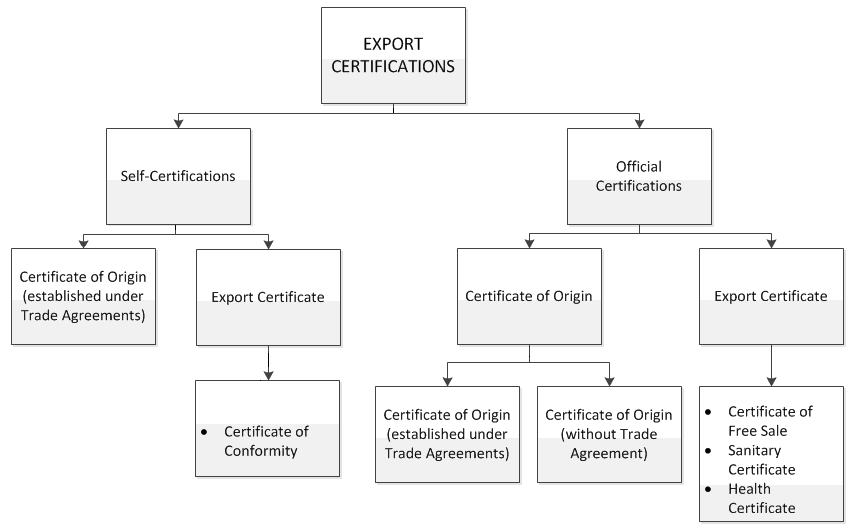 EXPORT
CERTIFICATIONS
Self-Certifications
Official
Certifications
Certificate of Origin
(established under
Trade Agreements)
Export Certificate
Certificate of Origin
Export Certificate
• Certificate of
Conformity
Certificate of Origin
(established under
Trade Agreements)
Certificate of Origin
(without Trade
Agreement)
• Certificate of
Free Sale
• Sanitary
Certificate
• Health
Certificate